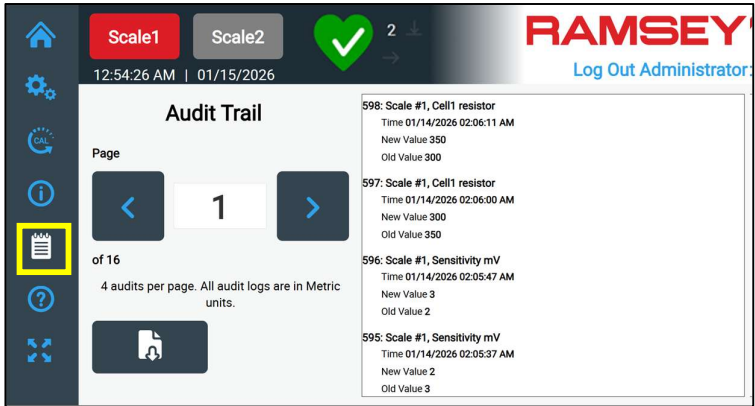 Scale1
Scale2
2
RAMSEY
12:54:26 AM | 01/15/2026
Log Out Administrator:
CAL
Audit Trail
Page
1
of 16
4 audits per page. All audit logs are in Metric
units.
598: Scale #1, Cell1 resistor
Time 01/14/2026 02:06:11 AM
New Value 350
Old Value 300
597: Scale #1, Cell1 resistor
Time 01/14/2026 02:06:00 AM
New Value 300
Old Value 350
596: Scale #1, Sensitivity mV
Time 01/14/2026 02:05:47 AM
New Value 3
Old Value 2
595: Scale #1, Sensitivity mV
Time 01/14/2026 02:05:37 AM
New Value 2
Old Value 3